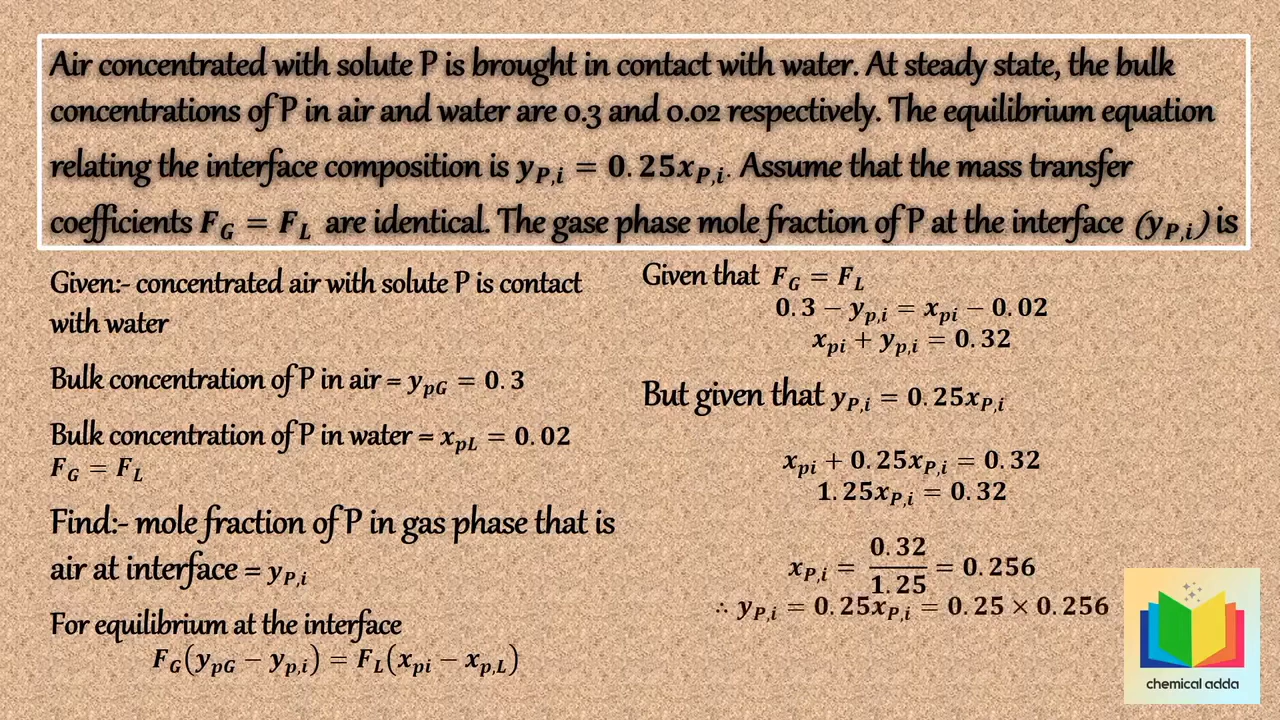 Air concentrated with solute P is brought in contact with water. At steady state, the bulk
concentrations of P in air and water are 0.3 and 0.02 respectively. The equilibrium equation
relating the interface composition is y_{P,i} = 0.25x_{P,i}. Assume that the mass transfer
coefficients F_G = F_L are identical. The gase phase mole fraction of P at the interface (y_{P,i}) is
Given:- concentrated air with solute P is contact
with water
Bulk concentration of P in air = y_{pG} = 0.3
Bulk concentration of P in water = x_{pL} = 0.02
F_G = F_L
Find:- mole fraction of P in gas phase that is
air at interface = y_{P,i}
For equilibrium at the interface
F_G(y_{pG} − y_{p,i}) = F_L(x_{pi} − x_{p,L})
Given that F_G = F_L
0.3 − y_{p,i} = x_{pi} − 0.02
x_{pi} + y_{p,i} = 0.32
But given that y_{P,i} = 0.25x_{P,i}
x_{pi} + 0.25x_{P,i} = 0.32
1.25x_{P,i} = 0.32
x_{P,i} = 0.32/1.25 = 0.256
∴ y_{P,i} = 0.25x_{P,i} = 0.25 × 0.256
chemical adda